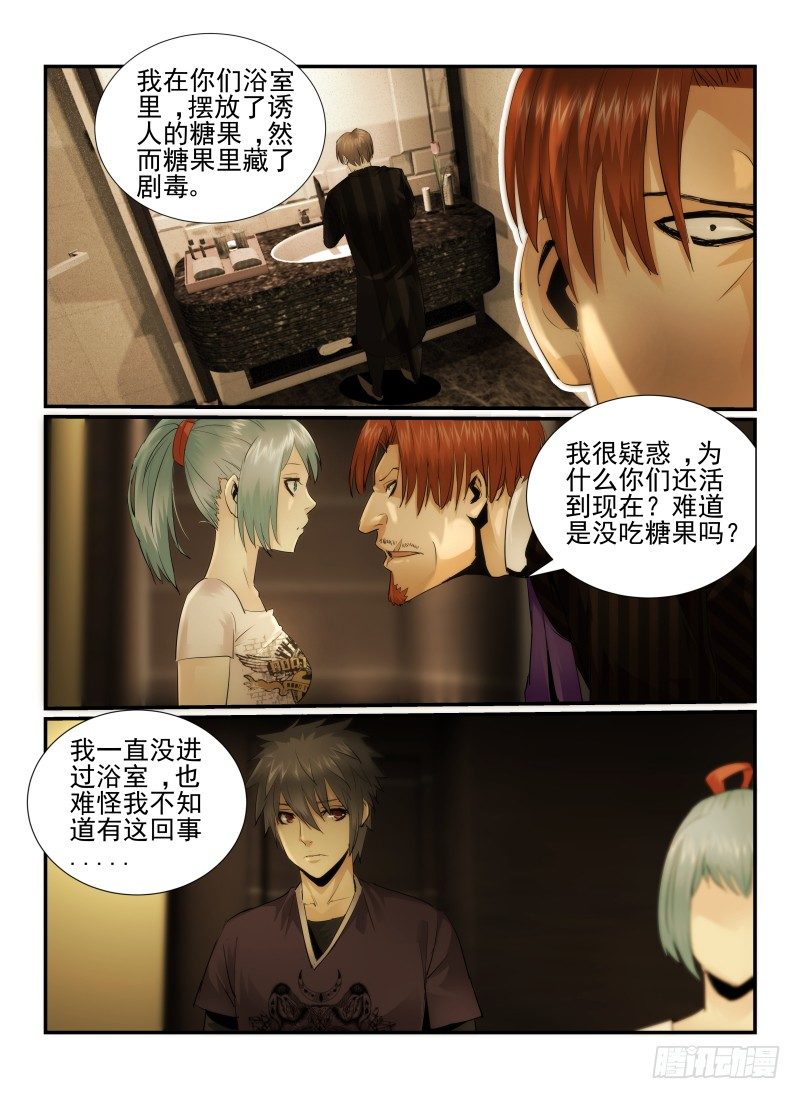 我在你们浴室
里，摆放了诱
人的糖果，然
而糖果里藏了
剧毒。
我很疑惑，为
什么你们还活
到现在？难道
是没吃糖果吗？
我一直没进
过浴室，也
难怪我不知
道有这回事
.....
腾讯动漫